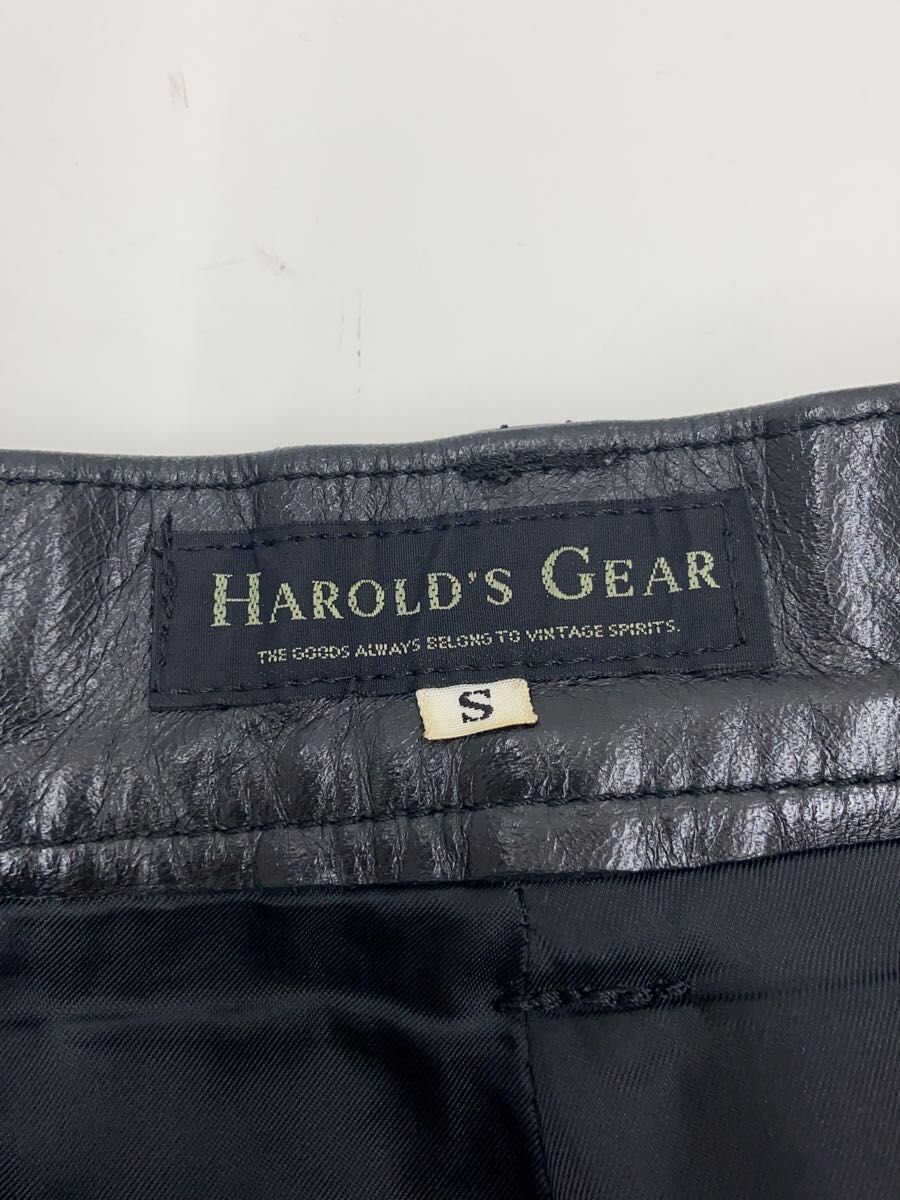 HAROLD'S GEAR
THE GOODS ALWAYS BELONG TO VINTAGE SPIRITS.
S